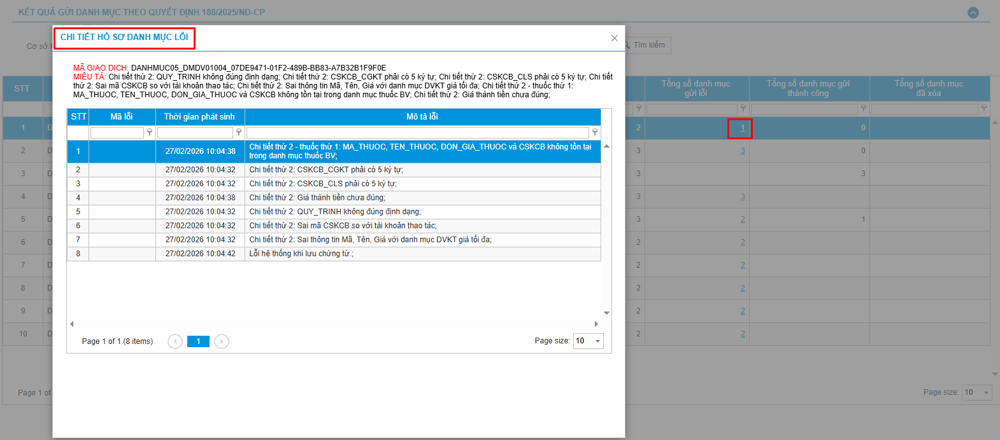 KẾT QUẢ GỬI DANH MỤC THEO QUYẾT ĐỊNH 188/2025/NĐ-CP
CHI TIẾT HỒ SƠ DANH MỤC LỖI
Cơ sở
Tìm kiếm
MÃ GIAO DỊCH: DANHMUC05_DMDV01004_07DE9471-01F2-489B-BB83-A7B32B1F9F0E
MIÊU TẢ: Chi tiết thứ 2: QUY_TRINH không đúng định dạng; Chi tiết thứ 2: CSKCB_CGKT phải có 5 ký tự; Chi tiết thứ 2: CSKCB_CLS phải có 5 ký tự; Chi tiết
thứ 2: Sai mã CSKCB so với tài khoản thao tác; Chi tiết thứ 2: Sai thông tin Mã, Tên, Giá với danh mục DVKT giá tối đa; Chi tiết thứ 2 - thuốc thứ 1:
MA_THUOC, TEN_THUOC, DON_GIA_THUOC và CSKCB không tồn tại trong danh mục thuốc BV; Chi tiết thứ 2: Giá thành tiền chưa đúng;
STT Mã lỗi Thời gian phát sinh Mô tả lỗi
1 27/02/2026 10:04:38 Chi tiết thứ 2 - thuốc thứ 1: MA_THUOC, TEN_THUOC, DON_GIA_THUOC và CSKCB không tồn tại
trong danh mục thuốc BV;
2 27/02/2026 10:04:32 Chi tiết thứ 2: CSKCB_CGKT phải có 5 ký tự;
3 27/02/2026 10:04:32 Chi tiết thứ 2: CSKCB_CLS phải có 5 ký tự;
4 27/02/2026 10:04:38 Chi tiết thứ 2: Giá thành tiền chưa đúng;
5 27/02/2026 10:04:32 Chi tiết thứ 2: QUY_TRINH không đúng định dạng;
6 27/02/2026 10:04:32 Chi tiết thứ 2: Sai mã CSKCB so với tài khoản thao tác;
7 27/02/2026 10:04:32 Chi tiết thứ 2: Sai thông tin Mã, Tên, Giá với danh mục DVKT giá tối đa;
8 27/02/2026 10:04:42 Lỗi hệ thống khi lưu chứng từ.;
Page 1 of 1 (8 items) 1 Page size: 10
STT Tổng số danh mục Tổng số danh mục gửi Tổng số danh mục
gửi lỗi thành công đã xóa
1 D 2 1 0
2 D 3 3 0
3 D 3 3
4 D 3 3
5 D 3 2 1
6 D 2 2
7 D 2 2
8 D 2 2
9 D 2 2
10 D 2 2
Page 1 of
Page size: 10